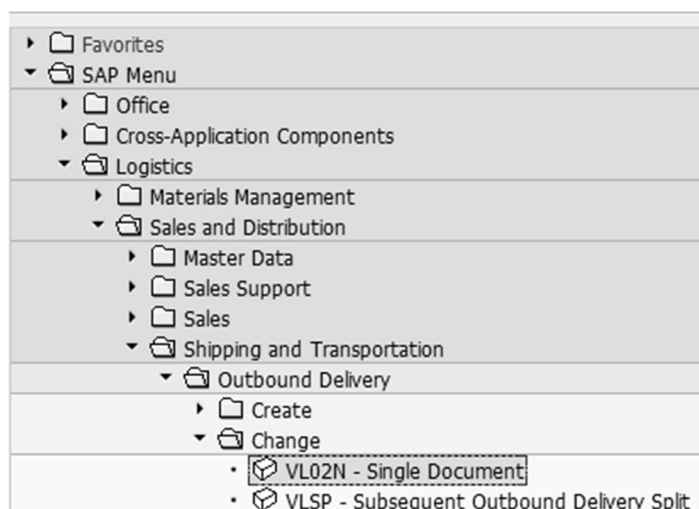 Favorites
SAP Menu
Office
Cross-Application Components
Logistics
Materials Management
Sales and Distribution
Master Data
Sales Support
Sales
Shipping and Transportation
Outbound Delivery
Create
Change
VL02N - Single Document
VLSP - Subsequent Outbound Delivery Split